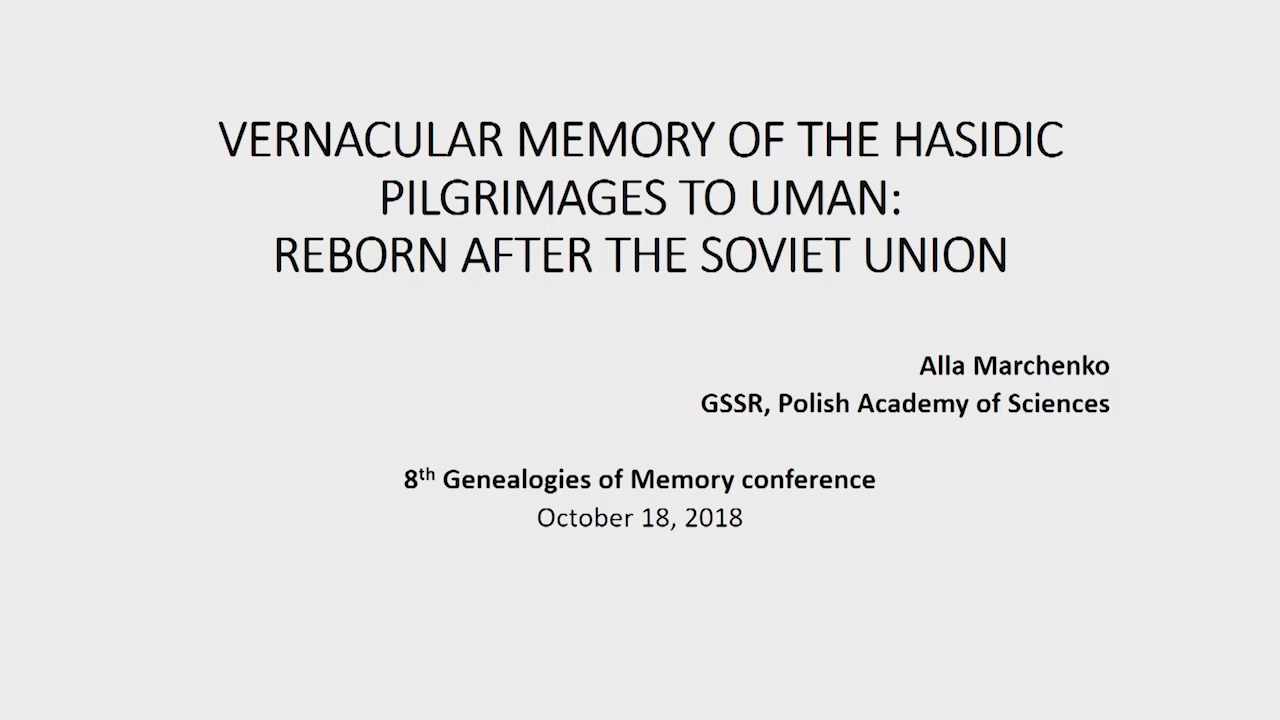 VERNACULAR MEMORY OF THE HASIDIC
PILGRIMAGES TO UMAN:
REBORN AFTER THE SOVIET UNION
Alla Marchenko
GSSR, Polish Academy of Sciences
8th Genealogies of Memory conference
October 18, 2018